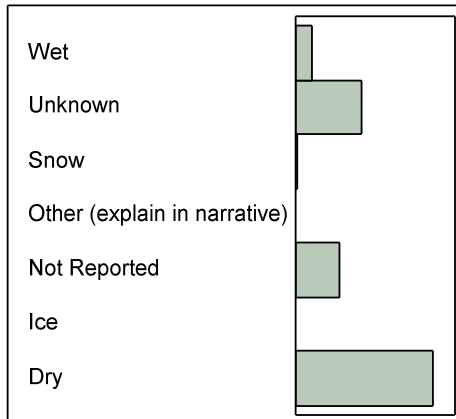 Wet
Unknown
Snow
Other (explain in narrative)
Not Reported
Ice
Dry